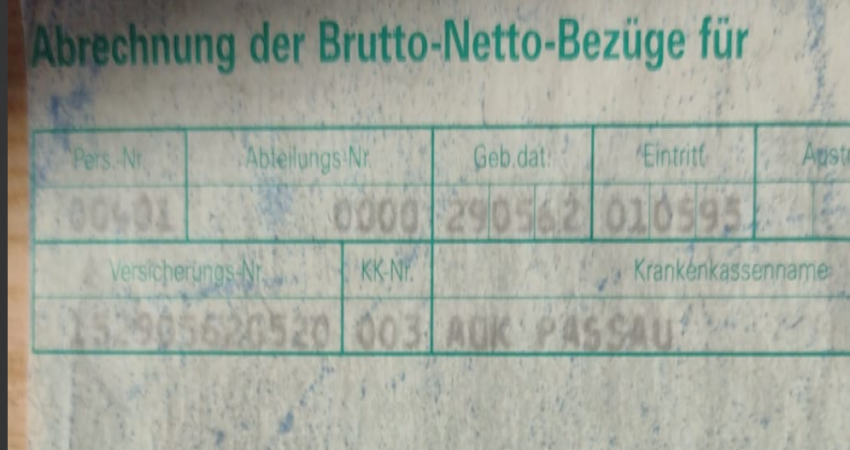 Abrechnung der Brutto-Netto-Bezüge für
Pers.-Nr. Abteilungs-Nr. Geb.dat. Eintritt
00401 0000 290562 010595
Versicherungs-Nr. KK-Nr. Krankenkassenname
003 AOK PASSAU